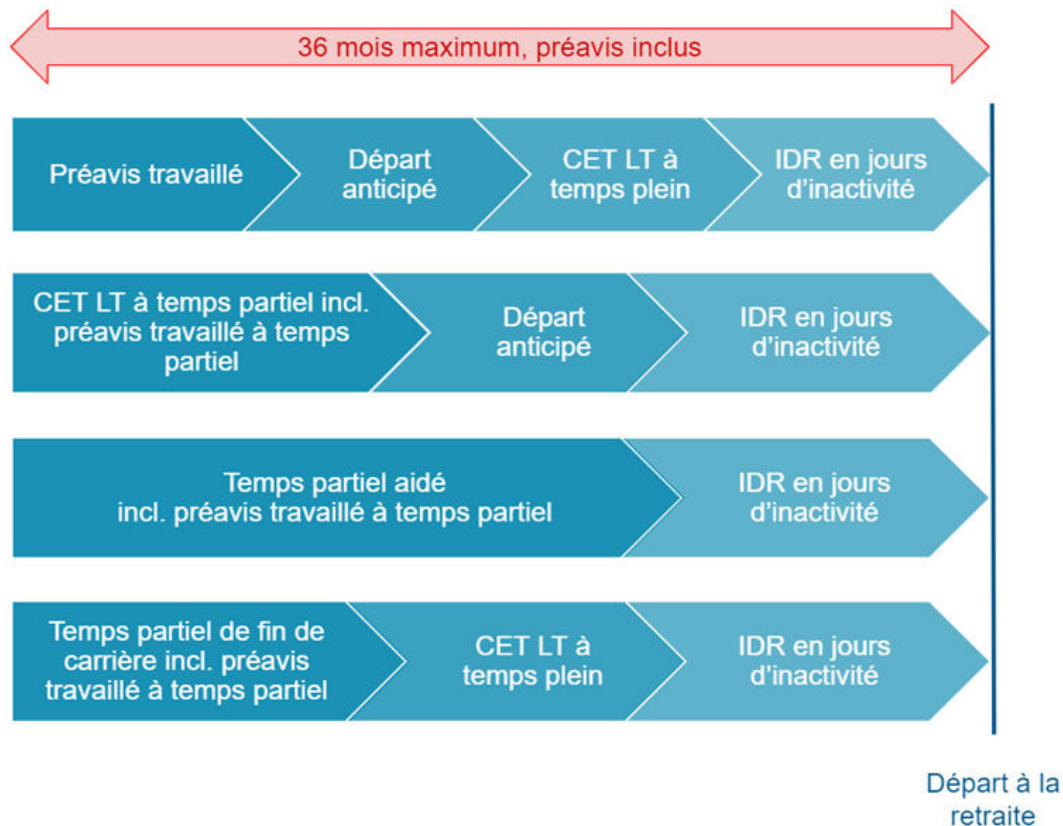 36 mois maximum, préavis inclus
Préavis travaillé
Départ
anticipé
CET LT à
temps plein
IDR en jours
d’inactivité
CET LT à temps partiel incl.
préavis travaillé à temps
partiel
Départ
anticipé
IDR en jours
d’inactivité
Temps partiel aidé
incl. préavis travaillé à temps partiel
IDR en jours
d’inactivité
Temps partiel de fin de
carrière incl. préavis
travaillé à temps partiel
CET LT à
temps plein
IDR en jours
d’inactivité
Départ à la
retraite